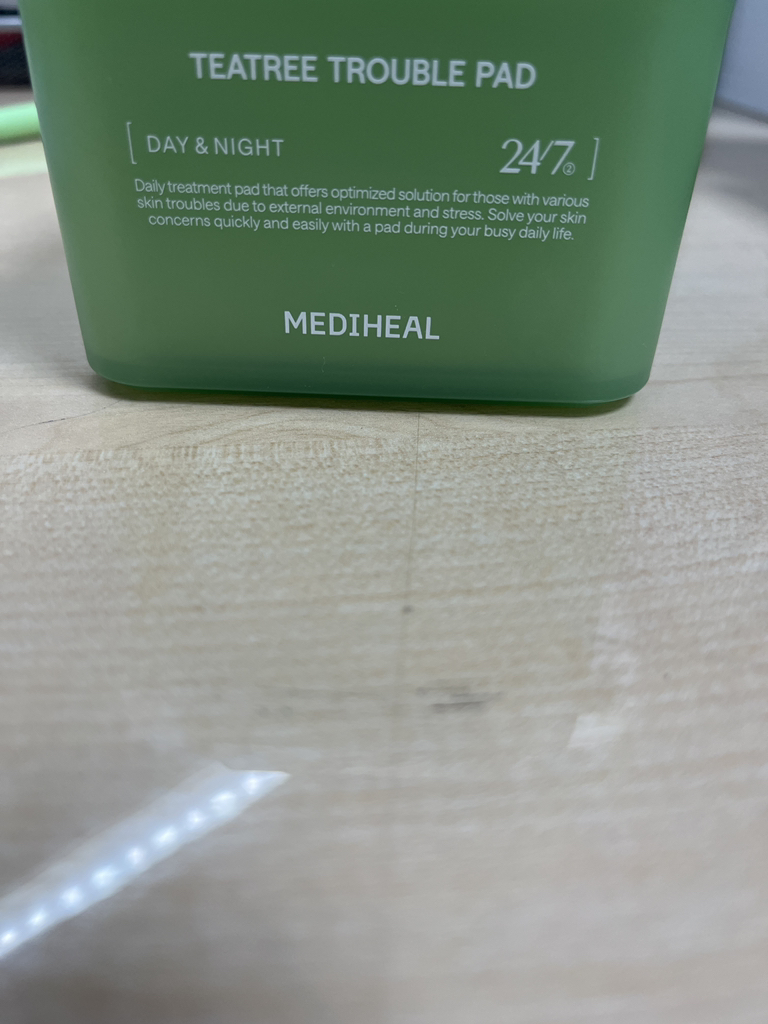 TEATREE TROUBLE PAD
[ DAY & NIGHT 24/7② ]
Daily treatment pad that offers optimized solution for those with various
skin troubles due to external environment and stress. Solve your skin
concerns quickly and easily with a pad during your busy daily life.
MEDIHEAL